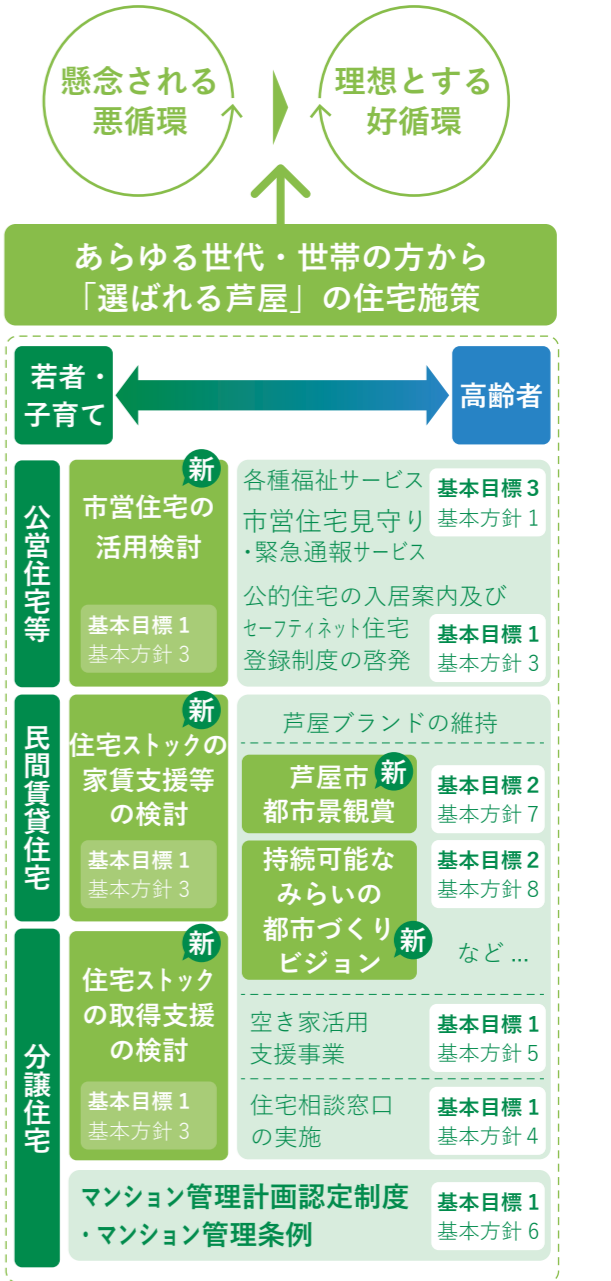 懸念される
悪循環
理想とする
好循環
あらゆる世代・世帯の方から
「選ばれる芦屋」の住宅施策
若者・
子育て
高齢者
公営住宅等
新
市営住宅の
活用検討
基本目標 1
基本方針 3
各種福祉サービス
市営住宅見守り
・緊急通報サービス
基本目標 3
基本方針 1
公的住宅の入居案内及び
セーフティネット住宅
登録制度の啓発
基本目標 1
基本方針 3
民間賃貸住宅
新
住宅ストックの
家賃支援等
の検討
基本目標 1
基本方針 3
芦屋ブランドの維持
芦屋市
都市景観賞
新
基本目標 2
基本方針 7
持続可能な
みらいの
都市づくり
ビジョン
新
基本目標 2
基本方針 8
など ...
分譲住宅
新
住宅ストック
の取得支援
の検討
基本目標 1
基本方針 3
空き家活用
支援事業
基本目標 1
基本方針 5
住宅相談窓口
の実施
基本目標 1
基本方針 4
マンション管理計画認定制度
・マンション管理条例
基本目標 1
基本方針 6